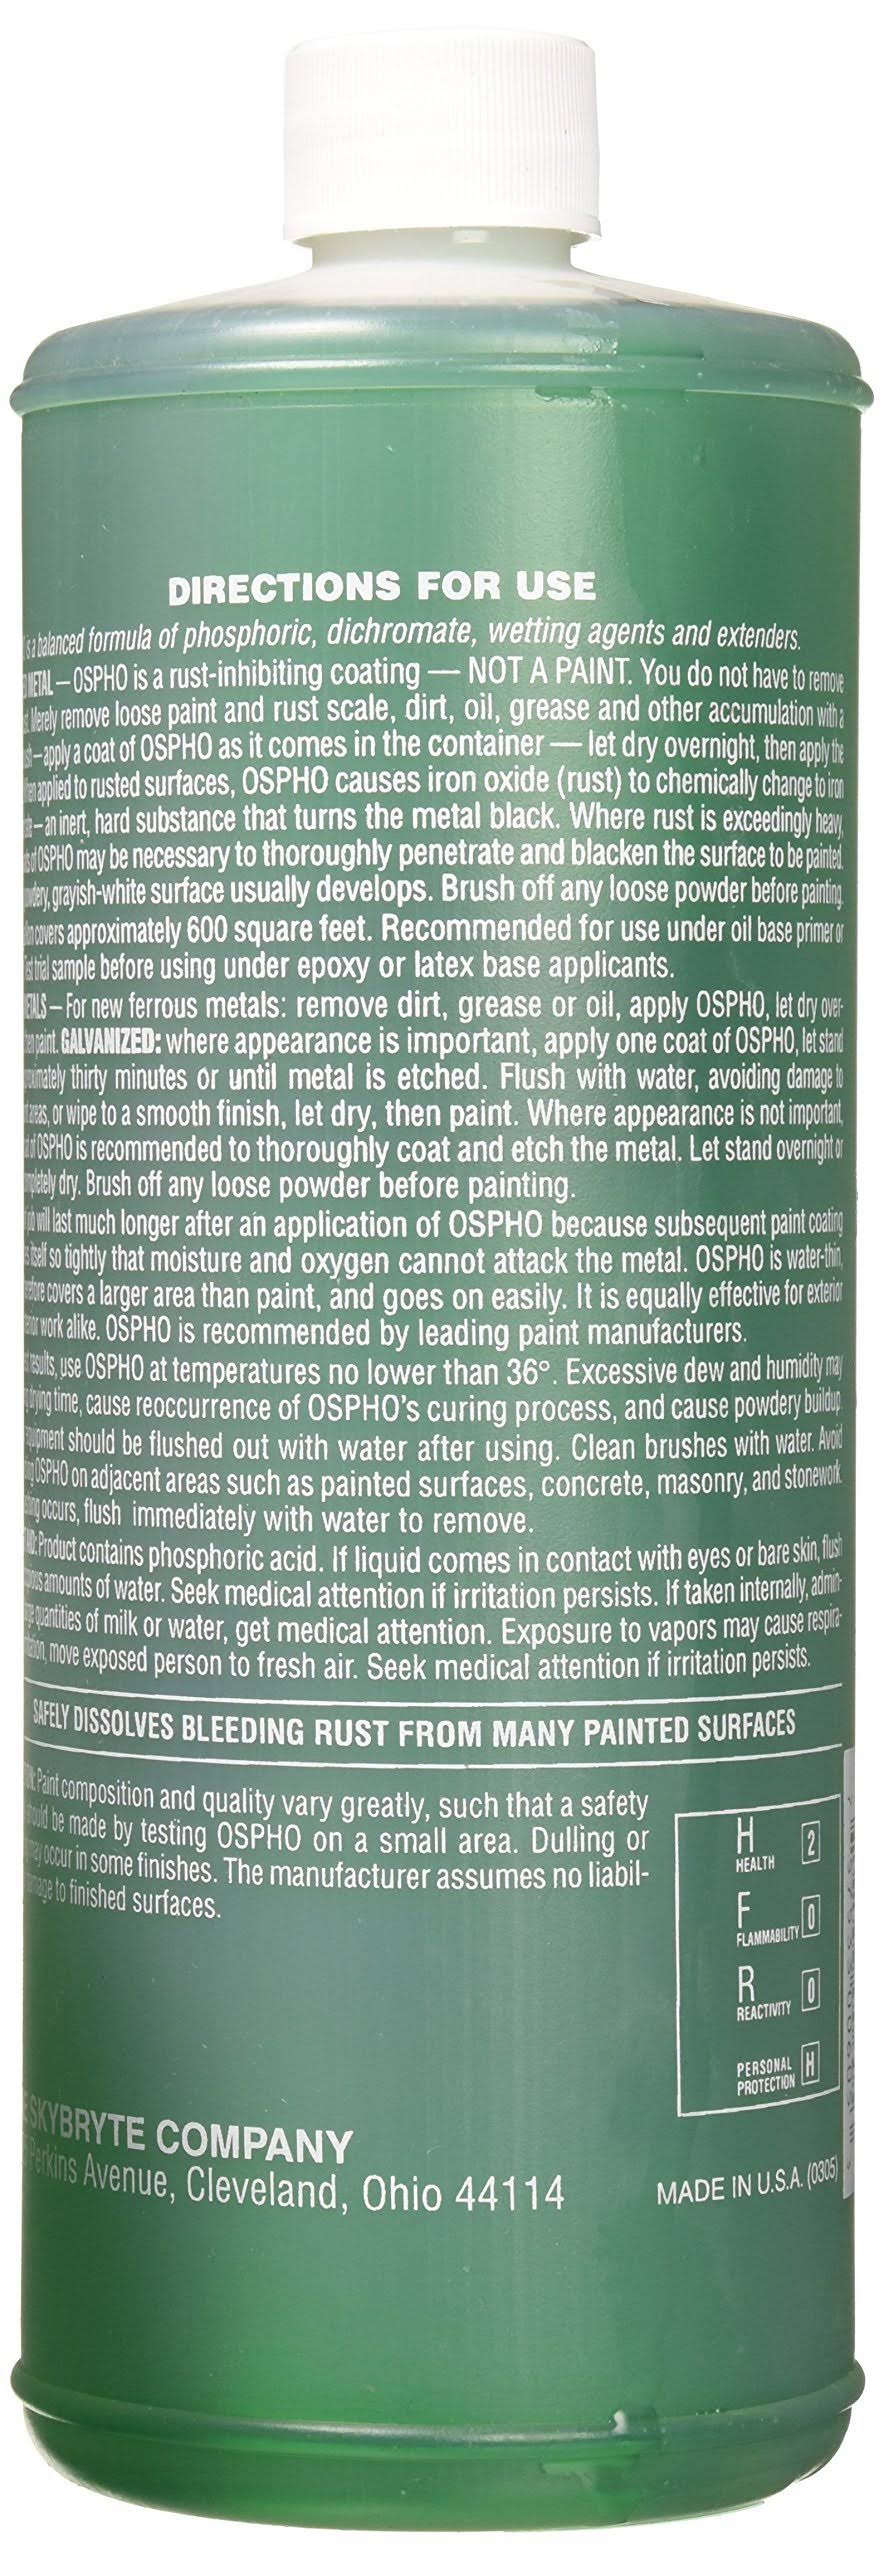 DIRECTIONS FOR USE
is a balanced formula of phosphoric, dichromate, wetting agents and extenders.
METAL – OSPHO is a rust-inhibiting coating — NOT A PAINT. You do not have to remove
Merely remove loose paint and rust scale, dirt, oil, grease and other accumulation with a
– apply a coat of OSPHO as it comes in the container — let dry overnight, then apply the
applied to rusted surfaces, OSPHO causes iron oxide (rust) to chemically change to iron
– an inert, hard substance that turns the metal black. Where rust is exceedingly heavy,
of OSPHO may be necessary to thoroughly penetrate and blacken the surface to be painted.
grayish-white surface usually develops. Brush off any loose powder before painting.
covers approximately 600 square feet. Recommended for use under oil base primer or
Test trial sample before using under epoxy or latex base applicants.
– For new ferrous metals: remove dirt, grease or oil, apply OSPHO, let dry over-
then paint. GALVANIZED: where appearance is important, apply one coat of OSPHO, let stand
thirty minutes or until metal is etched. Flush with water, avoiding damage to
areas, or wipe to a smooth finish, let dry, then paint. Where appearance is not important,
of OSPHO is recommended to thoroughly coat and etch the metal. Let stand overnight or
dry. Brush off any loose powder before painting.
job will last much longer after an application of OSPHO because subsequent paint coating
itself so tightly that moisture and oxygen cannot attack the metal. OSPHO is water-thin,
covers a larger area than paint, and goes on easily. It is equally effective for exterior
work alike. OSPHO is recommended by leading paint manufacturers.
results, use OSPHO at temperatures no lower than 36°. Excessive dew and humidity may
drying time, cause reoccurrence of OSPHO's curing process, and cause powdery buildup.
should be flushed out with water after using. Clean brushes with water. Avoid
OSPHO on adjacent areas such as painted surfaces, concrete, masonry, and stonework.
occurs, flush immediately with water to remove.
Product contains phosphoric acid. If liquid comes in contact with eyes or bare skin, flush
amounts of water. Seek medical attention if irritation persists. If taken internally, admin-
quantities of milk or water, get medical attention. Exposure to vapors may cause respira-
move exposed person to fresh air. Seek medical attention if irritation persists.
SAFELY DISSOLVES BLEEDING RUST FROM MANY PAINTED SURFACES
Paint composition and quality vary greatly, such that a safety
should be made by testing OSPHO on a small area. Dulling or
may occur in some finishes. The manufacturer assumes no liabil-
to finished surfaces.
H 2
HEALTH
F 0
FLAMMABILITY
R 0
REACTIVITY
PERSONAL PROTECTION H
SKYBRYTE COMPANY
Perkins Avenue, Cleveland, Ohio 44114
MADE IN U.S.A. (0305)